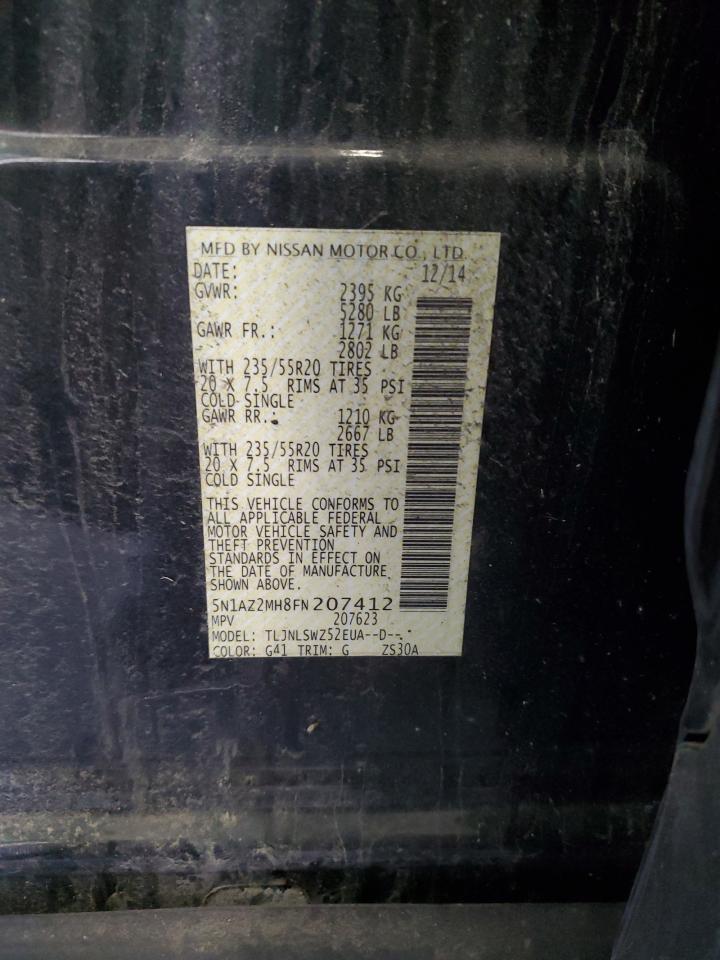 MFD BY NISSAN MOTOR CO., LTD.
DATE: 12/14
GVWR: 2395 KG
5280 LB
GAWR FR.: 1271 KG
2802 LB
WITH 235/55R20 TIRES
20 X 7.5 RIMS AT 35 PSI
COLD SINGLE
GAWR RR.: 1210 KG
2667 LB
WITH 235/55R20 TIRES
20 X 7.5 RIMS AT 35 PSI
COLD SINGLE
THIS VEHICLE CONFORMS TO
ALL APPLICABLE FEDERAL
MOTOR VEHICLE SAFETY AND
THEFT PREVENTION
STANDARDS IN EFFECT ON
THE DATE OF MANUFACTURE
SHOWN ABOVE.
5N1AZ2MH8FN207412
MPV 207623
MODEL: TLJNLSWZ52EUA--D--
COLOR: G41 TRIM: G ZS30A